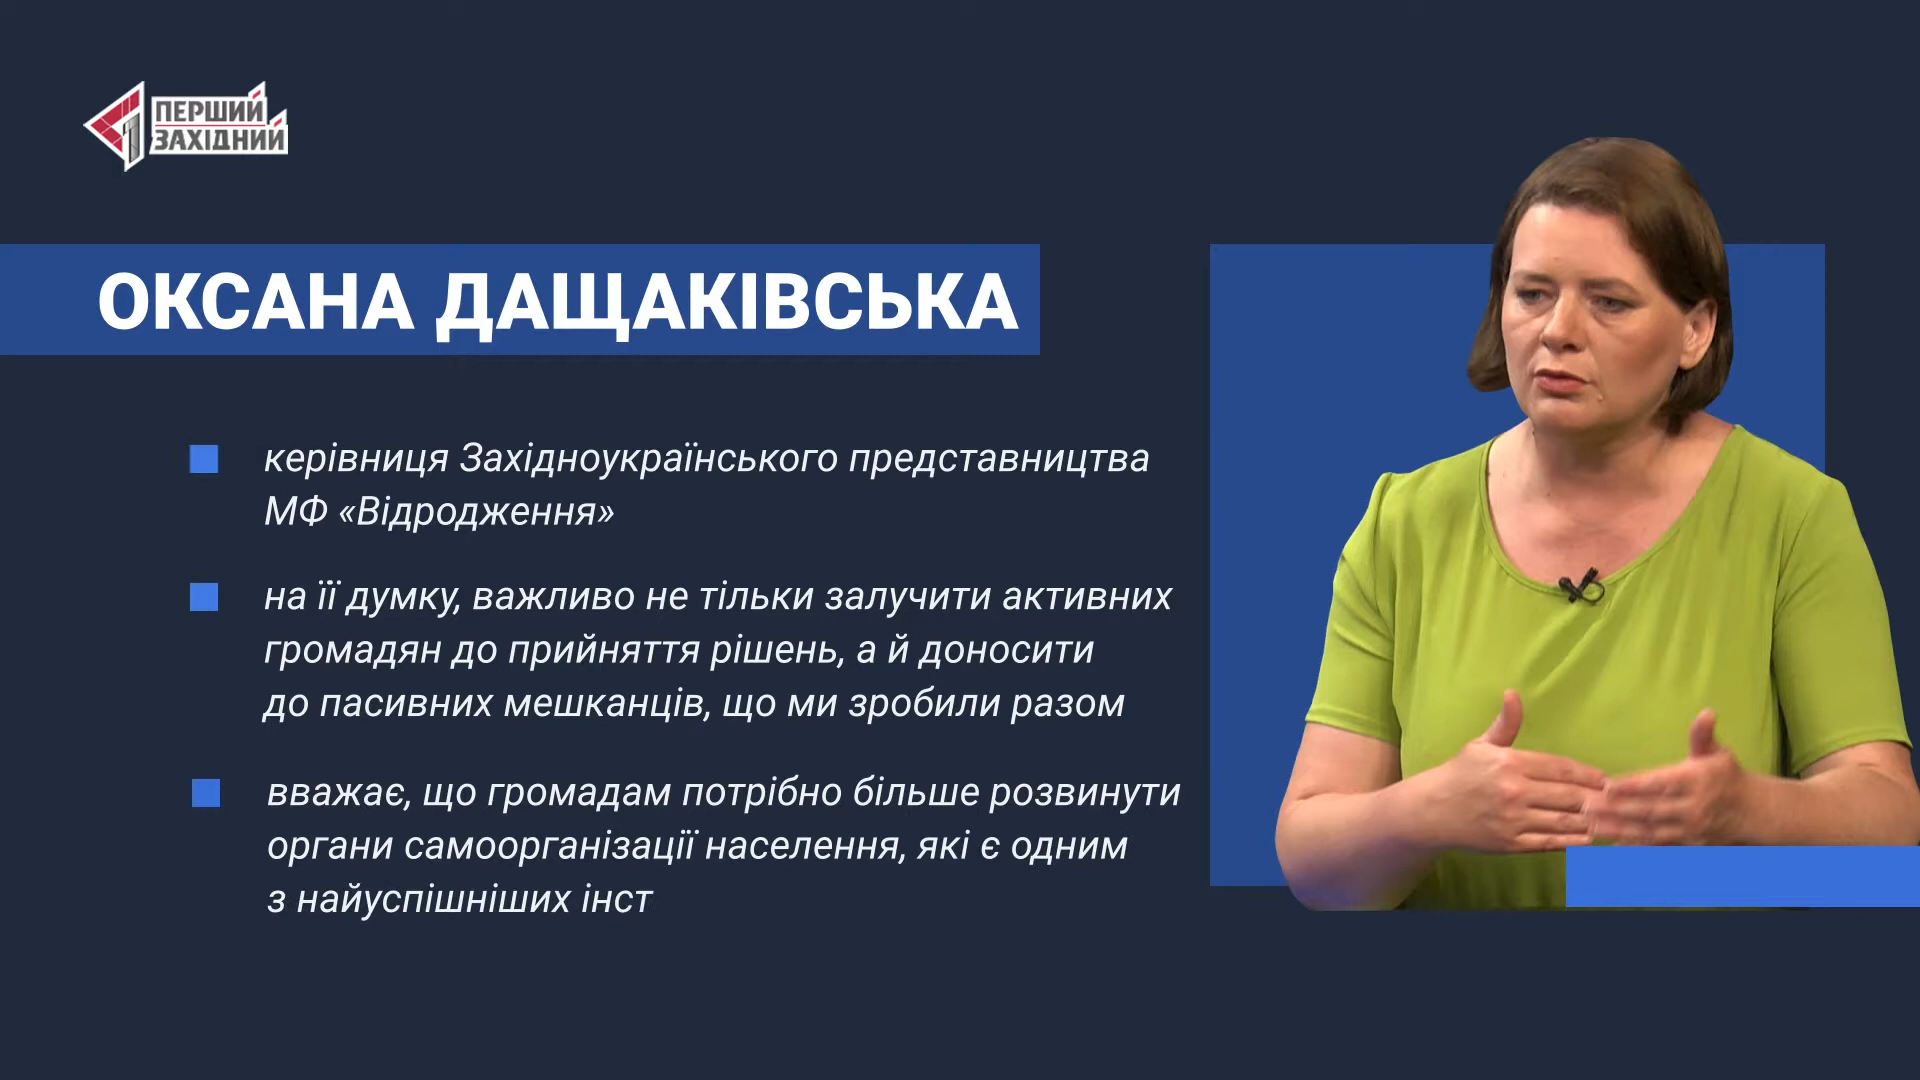 ПЕРШИЙ
ЗАХІДНИЙ
ОКСАНА ДАЩАКІВСЬКА
керівниця Західноукраїнського представництва
МФ «Відродження»
на її думку, важливо не тільки залучити активних
громадян до прийняття рішень, а й доносити
до пасивних мешканців, що ми зробили разом
вважає, що громадам потрібно більше розвинути
органи самоорганізації населення, які є одним
з найуспішніших інст